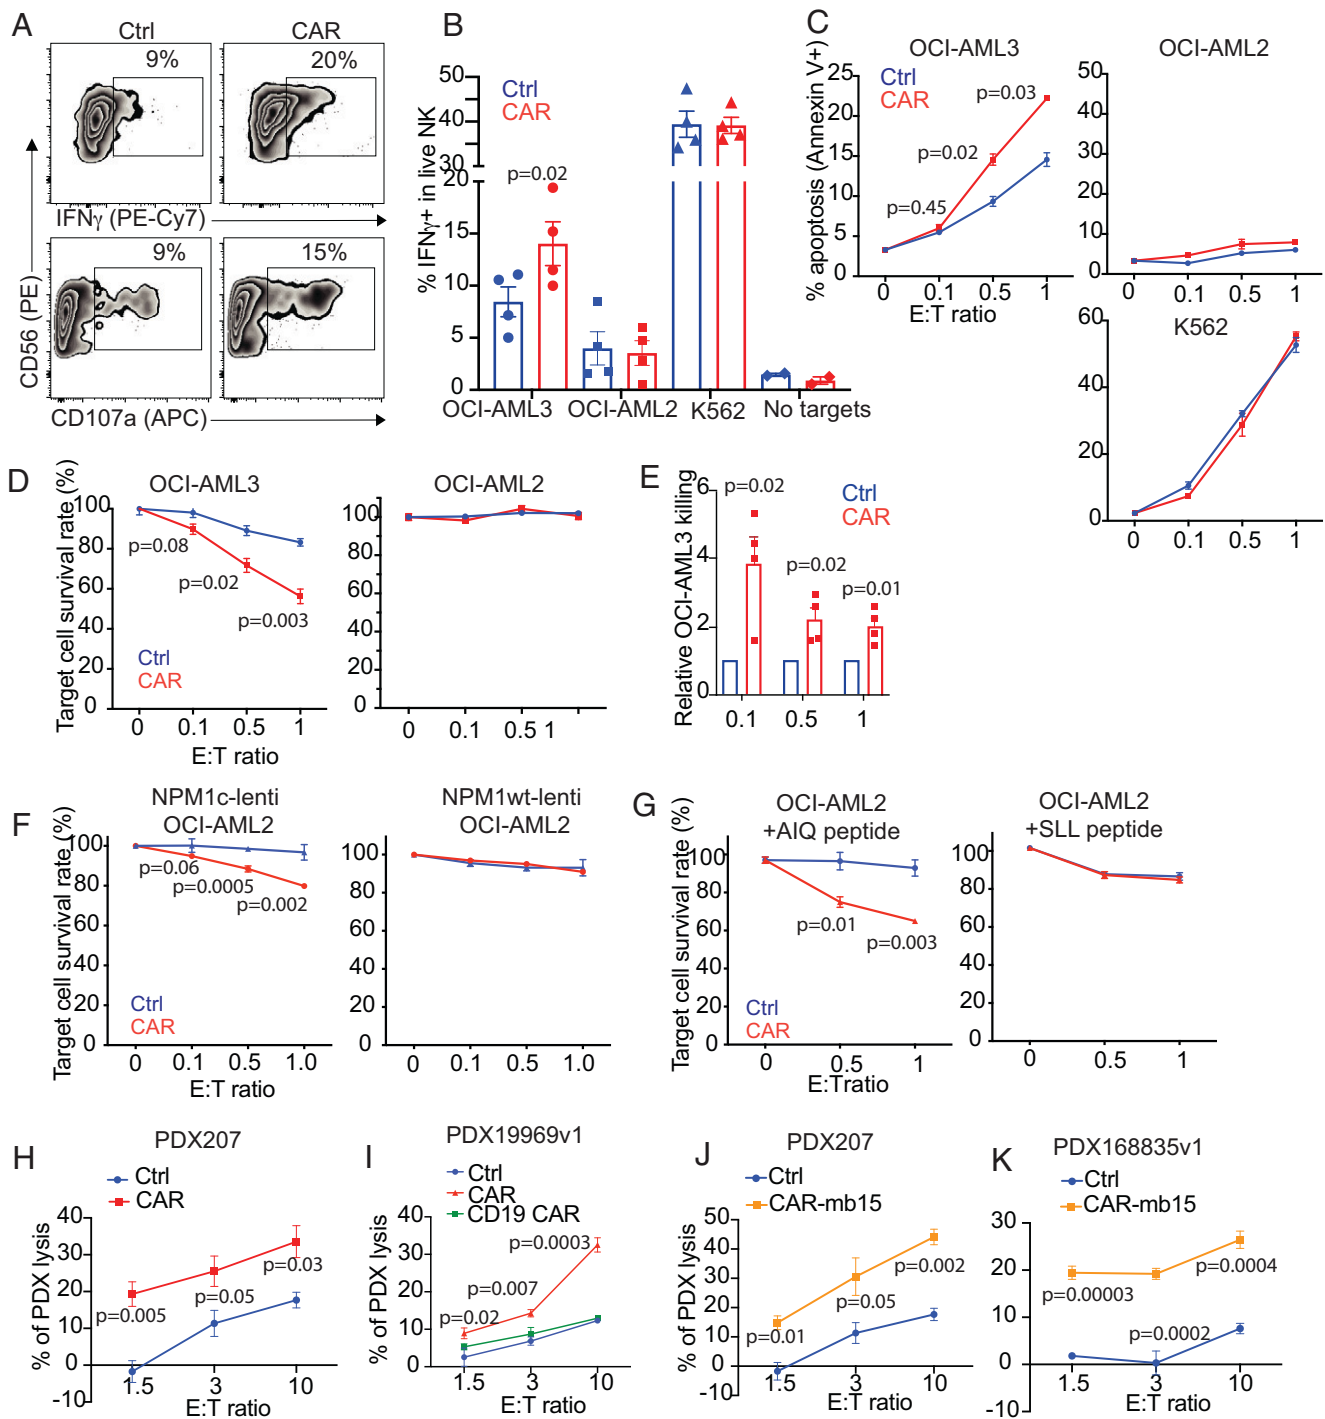 A
Ctrl
CAR
9%
20%
IFNγ (PE-Cy7)
9%
15%
CD56 (PE)
CD107a (APC)
B
Ctrl
CAR
% IFNγ+ in live NK
50
40
30
20
15
10
5
0
p=0.02
OCI-AML3
OCI-AML2
K562
No targets
C
OCI-AML3
Ctrl
CAR
% apoptosis (Annexin V+)
25
20
15
10
5
0
p=0.03
p=0.02
p=0.45
0 0.1 0.5 1
E:T ratio
OCI-AML2
50
40
30
20
10
0
0 0.1 0.5 1
K562
60
40
20
0
0 0.1 0.5 1
D
OCI-AML3
Target cell survival rate (%)
100
80
60
40
20
0
p=0.08
p=0.02
p=0.003
Ctrl
CAR
0 0.1 0.5 1
E:T ratio
OCI-AML2
100
80
60
40
20
0
0 0.1 0.5 1
E
Relative OCI-AML3 killing
6
4
2
0
p=0.02
p=0.02
p=0.01
Ctrl
CAR
0.1 0.5 1
F
NPM1c-lenti
OCI-AML2
Target cell survival rate (%)
100
80
60
40
20
0
p=0.06
p=0.0005
p=0.002
Ctrl
CAR
0 0.1 0.5 1.0
E:T ratio
NPM1wt-lenti
OCI-AML2
100
80
60
40
20
0
0 0.1 0.5 1.0
G
OCI-AML2
+AIQ peptide
Target cell survival rate (%)
100
80
60
40
20
0
p=0.01
p=0.003
Ctrl
CAR
0 0.5 1
E:Tratio
OCI-AML2
+SLL peptide
100
80
60
40
20
0
0 0.5 1
H
PDX207
Ctrl
CAR
% of PDX lysis
40
30
20
10
0
-10
p=0.005
p=0.05
p=0.03
1.5 3 10
E:T ratio
I
PDX19969v1
Ctrl
CAR
CD19 CAR
% of PDX lysis
40
30
20
10
0
p=0.0003
p=0.007
p=0.02
1.5 3 10
E:T ratio
J
PDX207
Ctrl
CAR-mb15
% of PDX lysis
50
40
30
20
10
0
-10
p=0.002
p=0.05
p=0.01
1.5 3 10
E:T ratio
K
PDX168835v1
Ctrl
CAR-mb15
30
20
10
0
-10
p=0.0004
p=0.00003
p=0.0002
1.5 3 10
E:T ratio